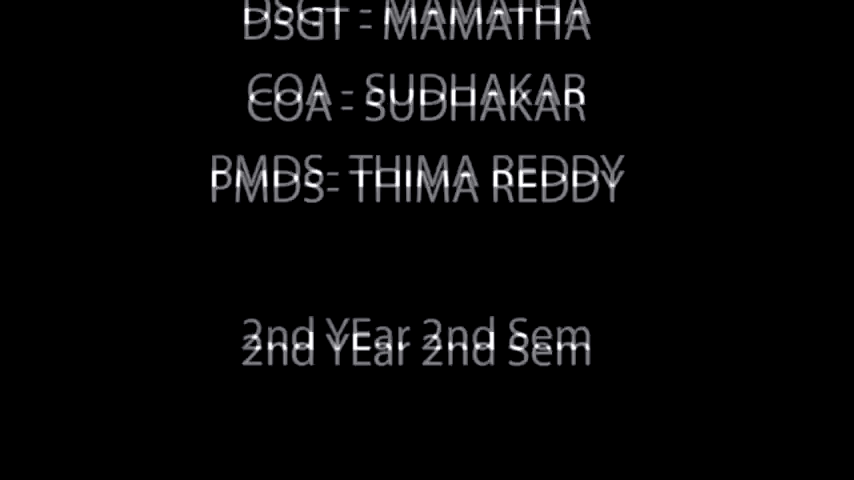 DSGT - MAMATHA
COA - SUDHAKAR
PMDS- THIMA REDDY
2nd YEar 2nd Sem